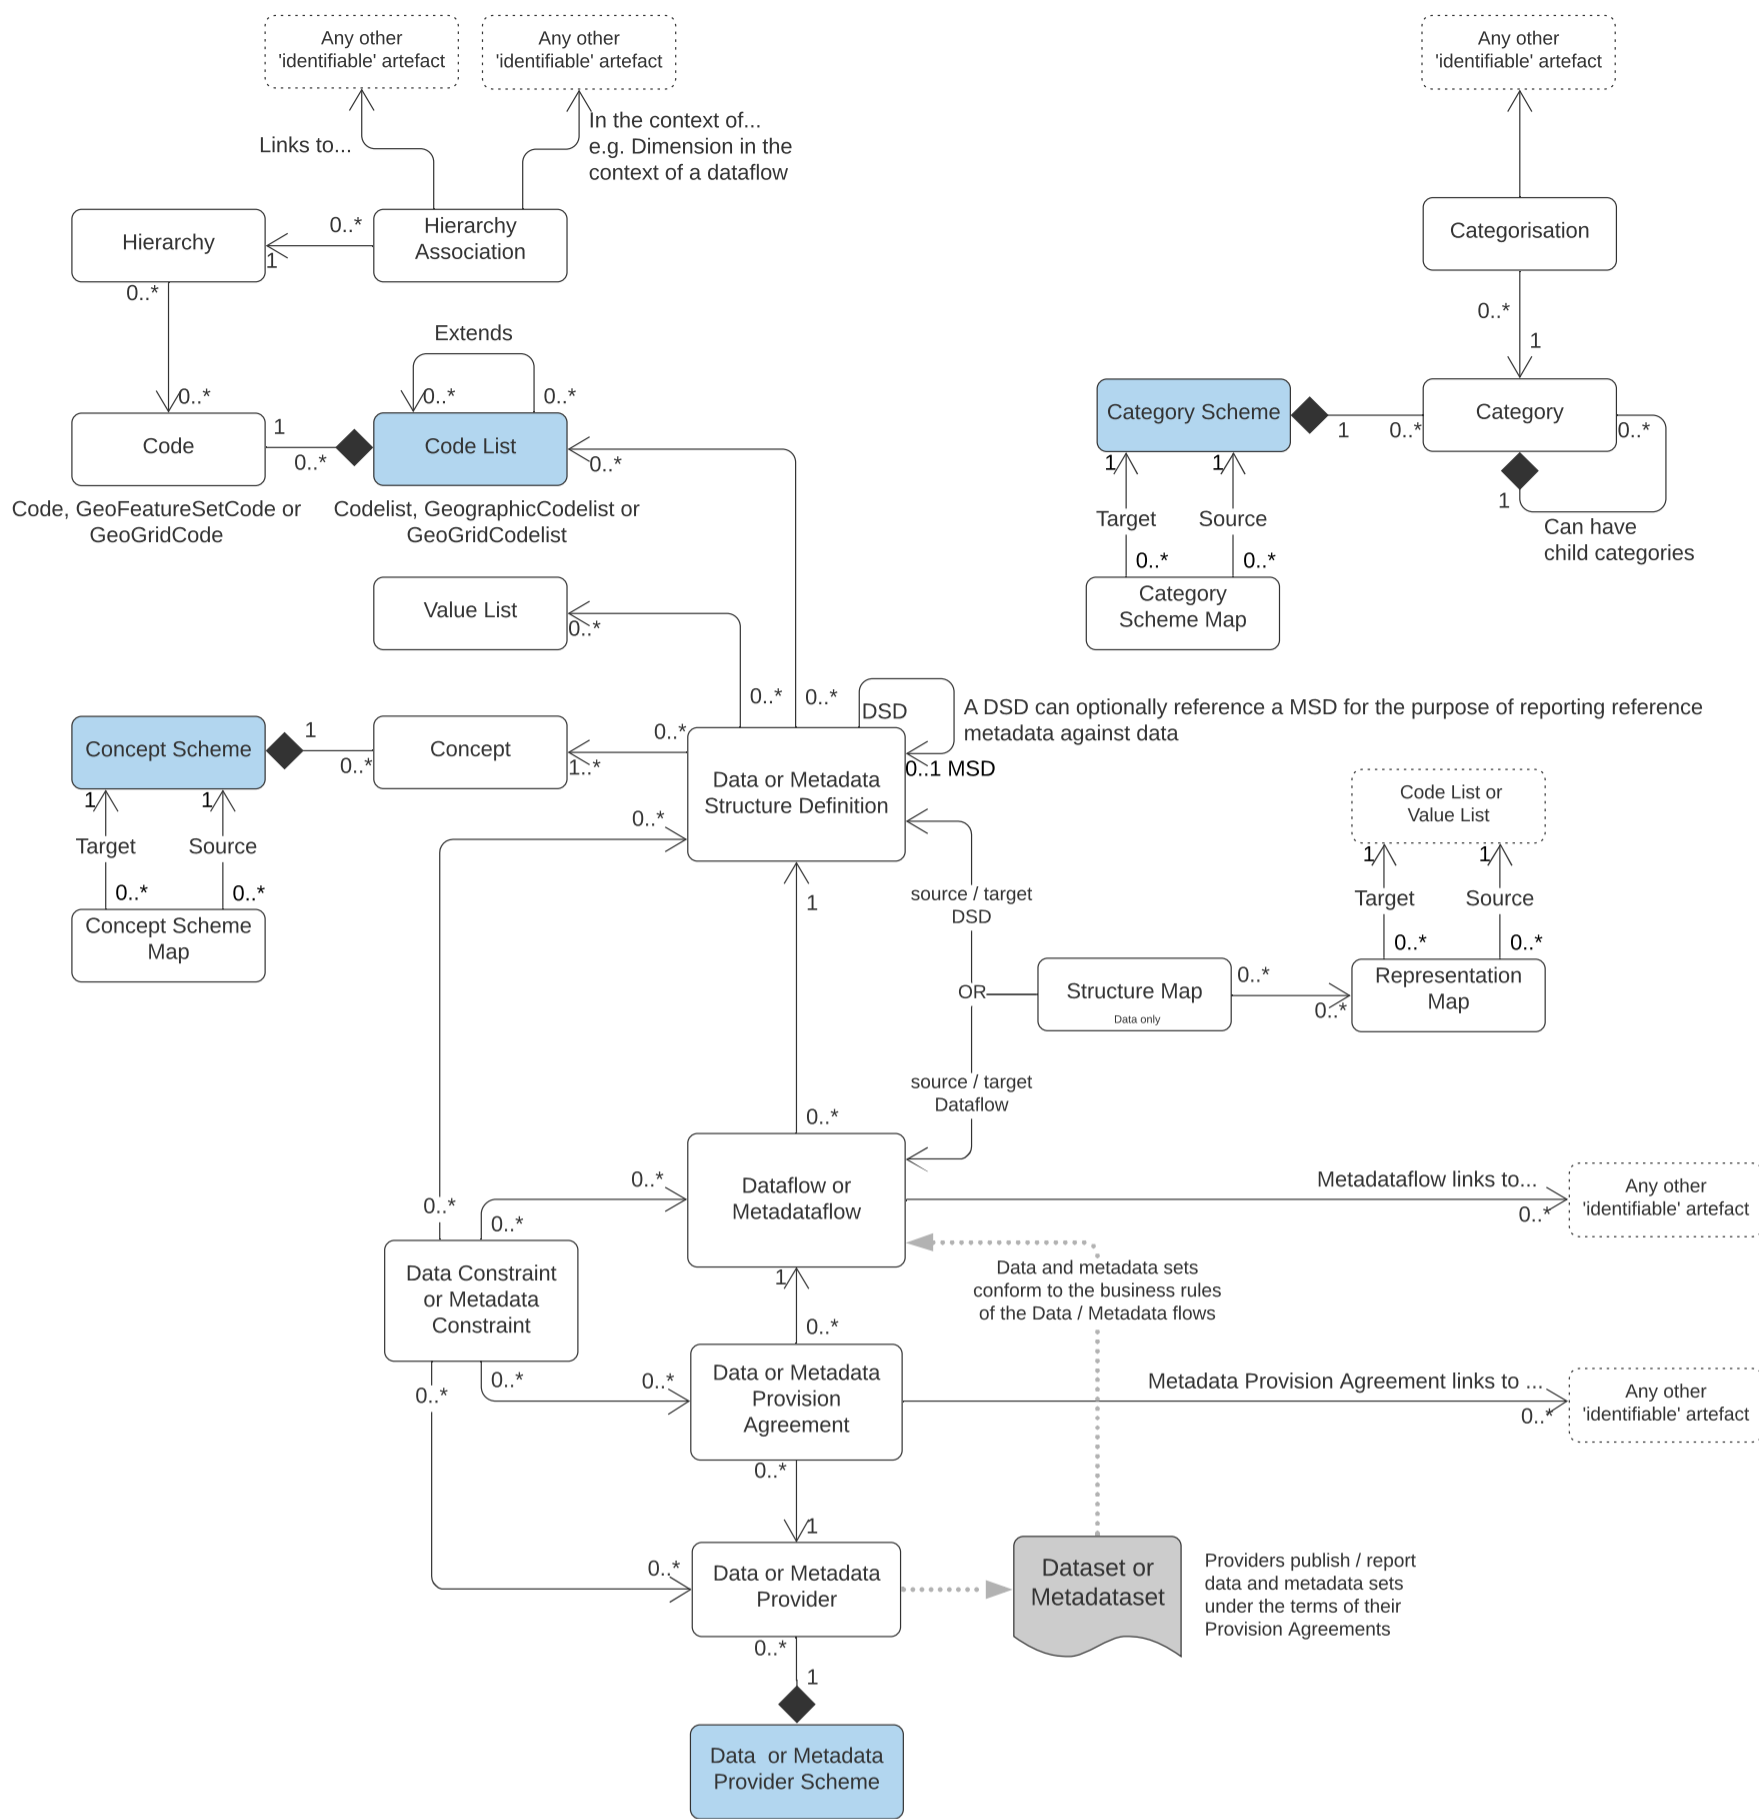 Any other
'identifiable' artefact
Any other
'identifiable' artefact
Any other
'identifiable' artefact
Links to...
In the context of...
e.g. Dimension in the
context of a dataflow
Hierarchy
0..*
1
Hierarchy
Association
Categorisation
0..*
0..*
1
Extends
0..*
0..*
0..*
Code
1
0..*
Code List
0..*
Category Scheme
1
0..*
Category
0..*
1
Can have
child categories
Code, GeoFeatureSetCode or
GeoGridCode
Codelist, GeographicCodelist or
GeoGridCodelist
1
1
Target
Source
0..*
0..*
Category
Scheme Map
Value List
0..*
0..*
0..*
DSD
A DSD can optionally reference a MSD for the purpose of reporting reference
metadata against data
0..1 MSD
Concept Scheme
1
0..*
Concept
1..*
0..*
Data or Metadata
Structure Definition
1
1
Target
Source
0..*
0..*
Concept Scheme
Map
0..*
1
source / target
DSD
OR
Structure Map
Data only
0..*
0..*
Code List or
Value List
1
1
Target
Source
0..*
0..*
Representation
Map
source / target
Dataflow
0..*
0..*
0..*
0..*
Dataflow or
Metadataflow
Metadataflow links to...
0..*
Any other
'identifiable' artefact
Data Constraint
or Metadata
Constraint
1
0..*
Data and metadata sets
conform to the business rules
of the Data / Metadata flows
0..*
0..*
0..*
Data or Metadata
Provision
Agreement
Metadata Provision Agreement links to ...
0..*
Any other
'identifiable' artefact
0..*
1
0..*
Data or Metadata
Provider
Dataset or
Metadataset
Providers publish / report
data and metadata sets
under the terms of their
Provision Agreements
0..*
1
Data or Metadata
Provider Scheme